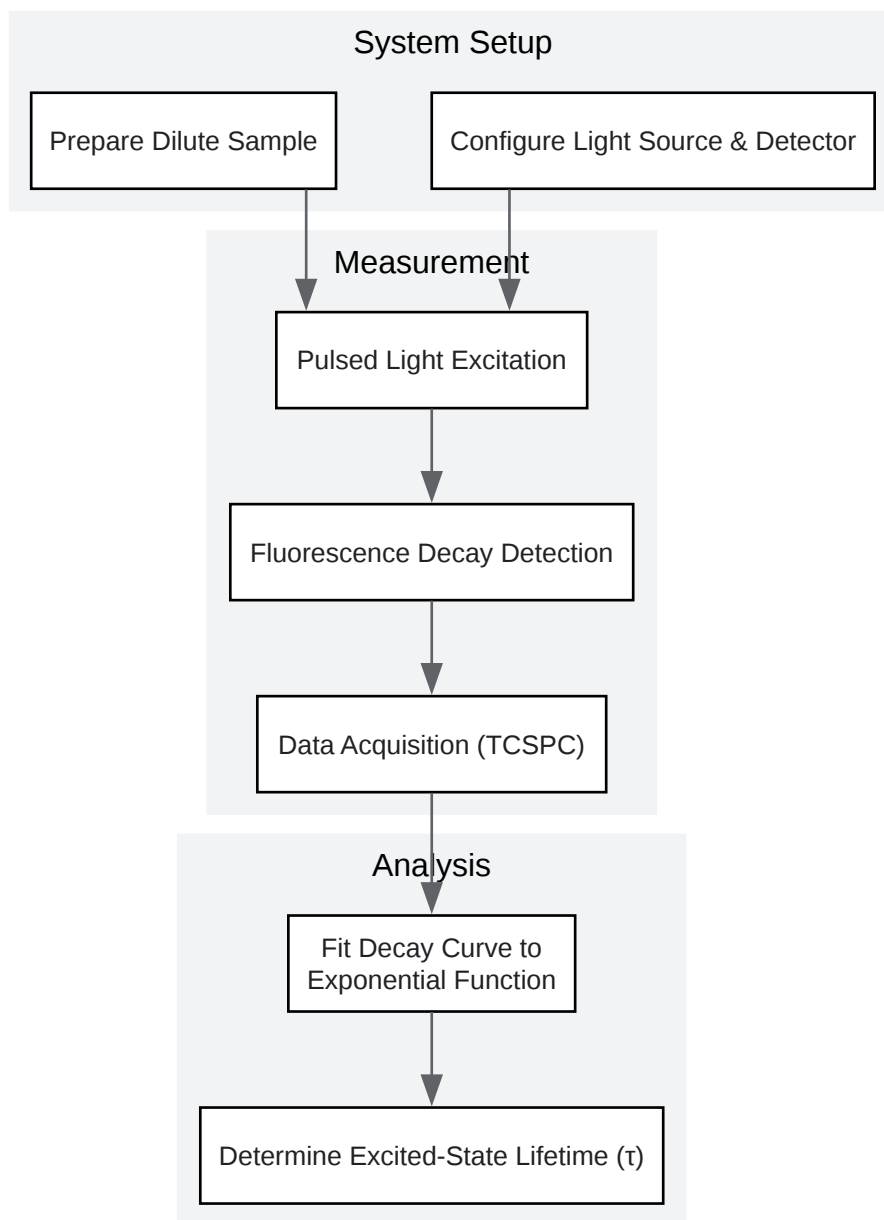 System Setup
Prepare Dilute Sample
Configure Light Source & Detector
Measurement
Pulsed Light Excitation
Fluorescence Decay Detection
Data Acquisition (TCSPC)
Analysis
Fit Decay Curve to
Exponential Function
Determine Excited-State Lifetime (τ)